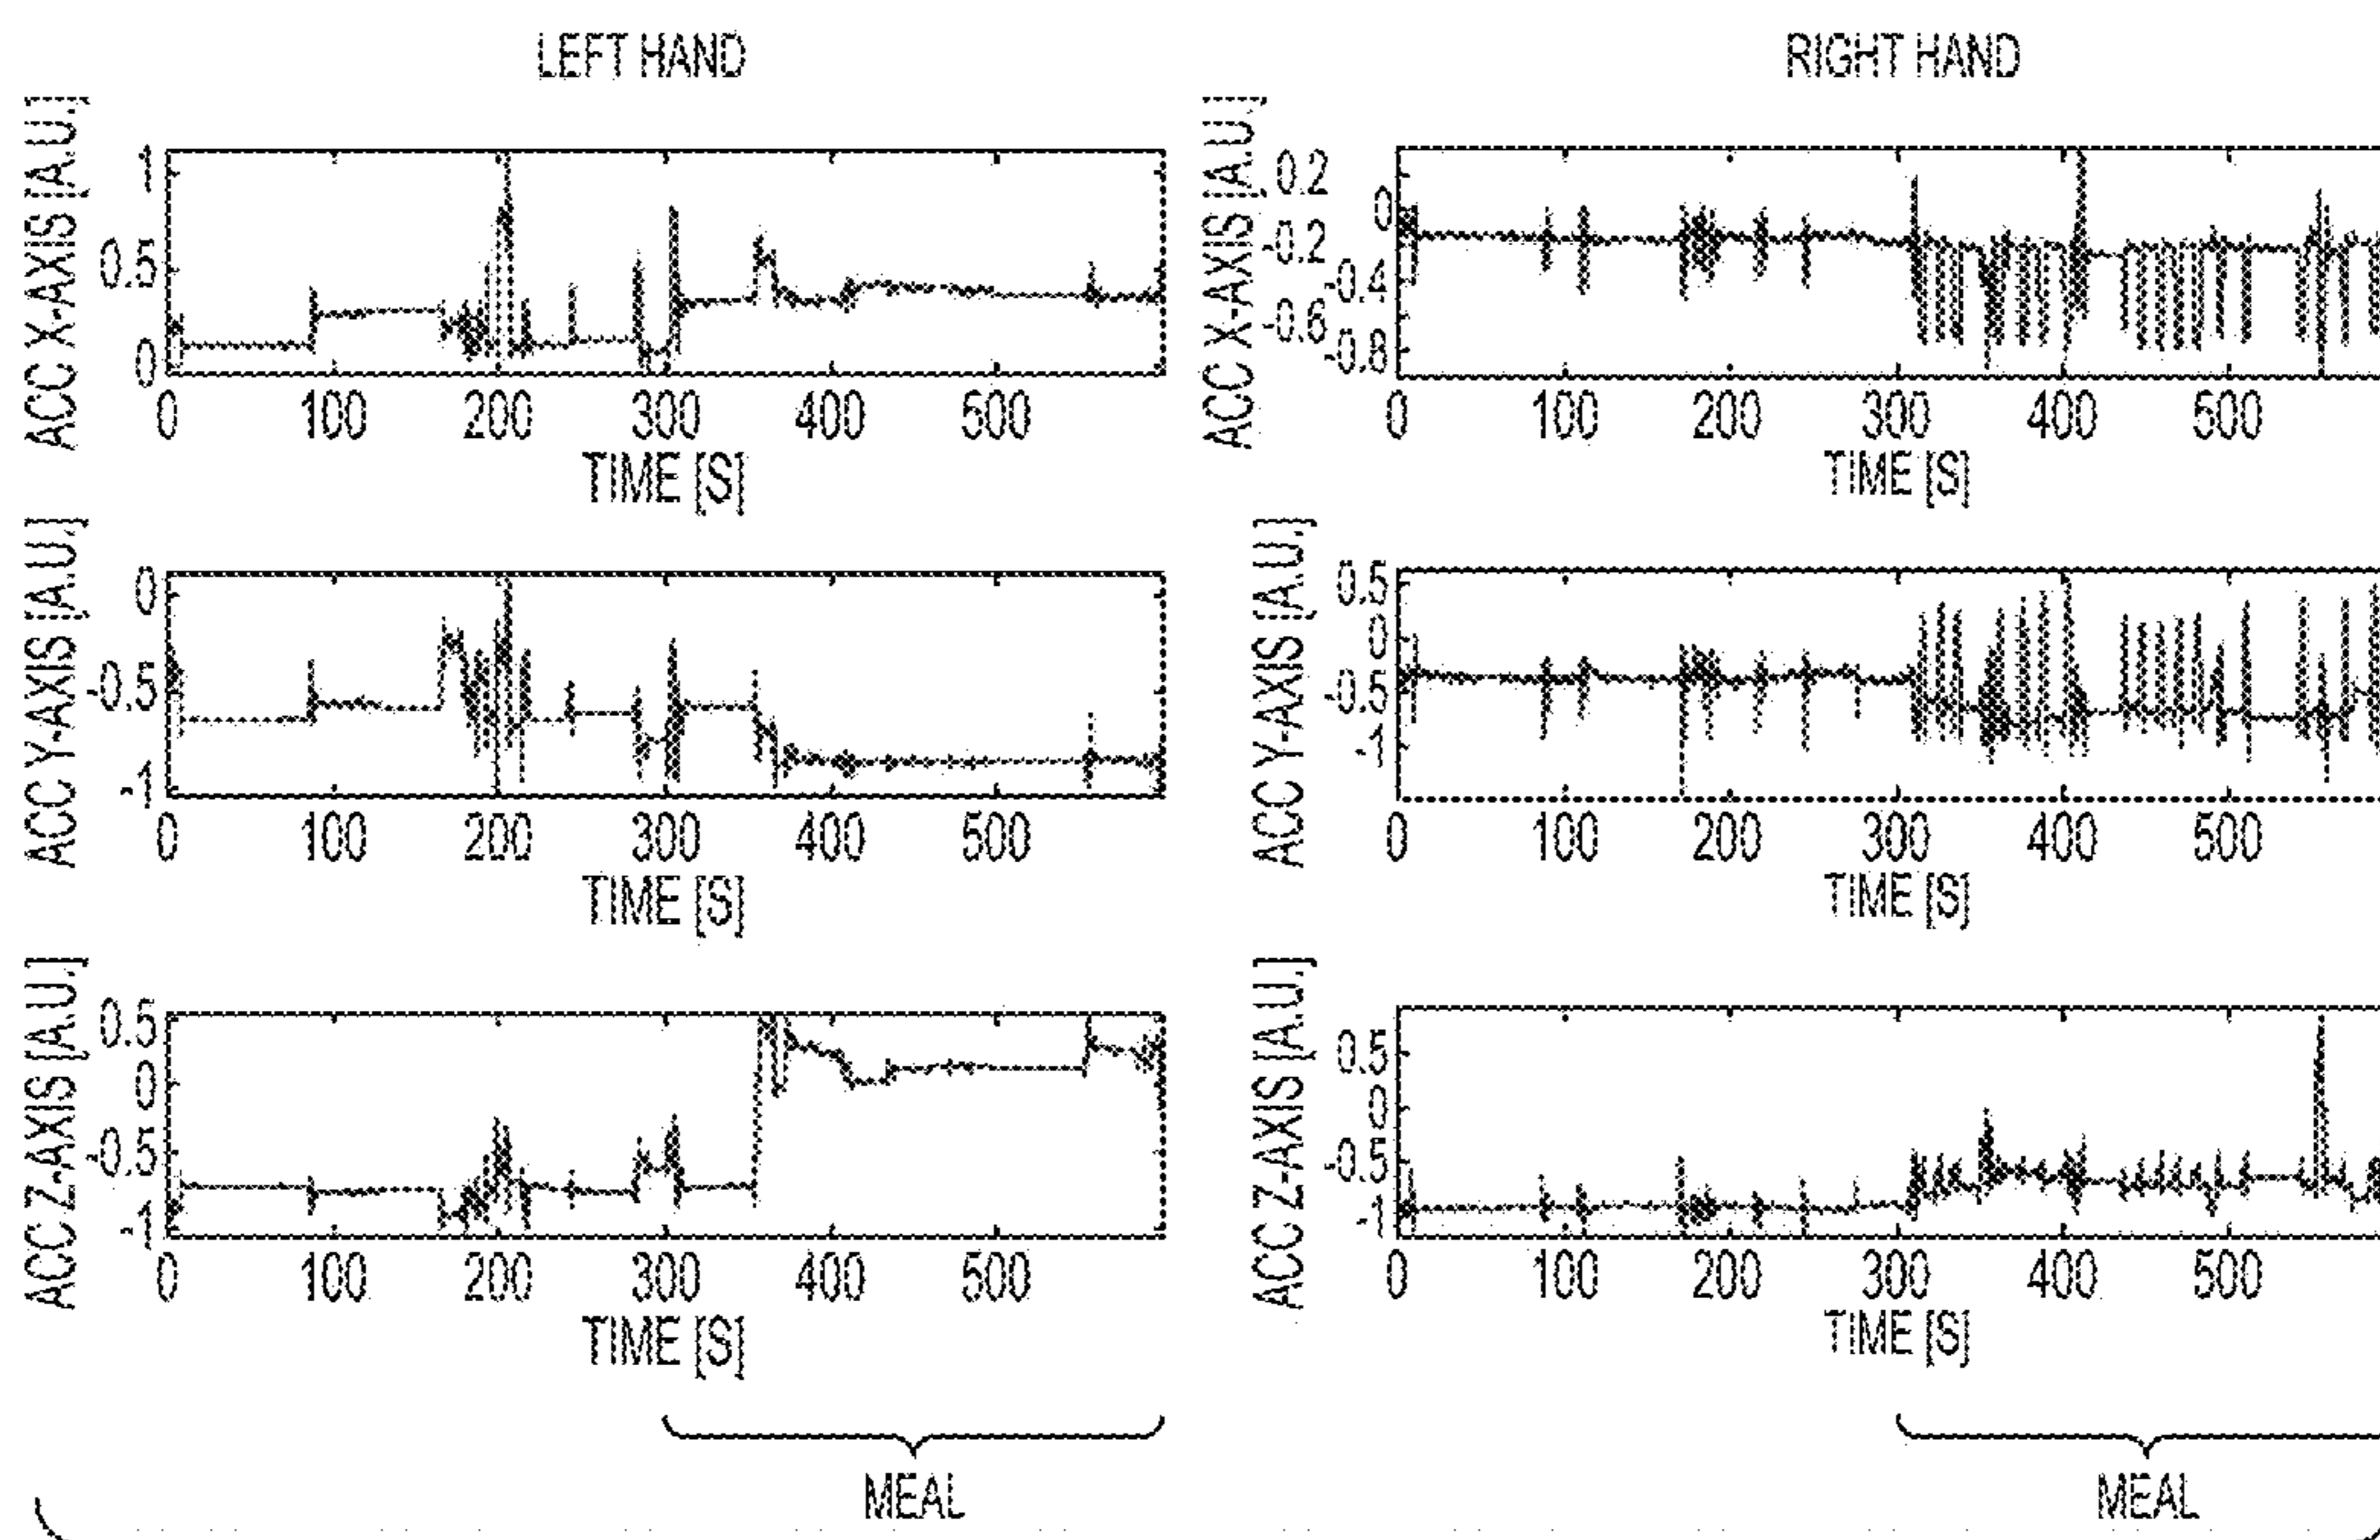 LEFT HAND
ACC X-AXIS [A.U.]
1
0.5
0
0 100 200 300 400 500
TIME [S]
ACC Y-AXIS [A.U.]
0
-0.5
-1
0 100 200 300 400 500
TIME [S]
ACC Z-AXIS [A.U.]
0.5
0
-0.5
-1
0 100 200 300 400 500
TIME [S]
MEAL
RIGHT HAND
ACC X-AXIS [A.U.]
0.2
0
-0.2
-0.4
-0.6
-0.8
0 100 200 300 400 500
TIME [S]
ACC Y-AXIS [A.U.]
0.5
0
-0.5
-1
0 100 200 300 400 500
TIME [S]
ACC Z-AXIS [A.U.]
0.5
0
-0.5
-1
0 100 200 300 400 500
TIME [S]
MEAL